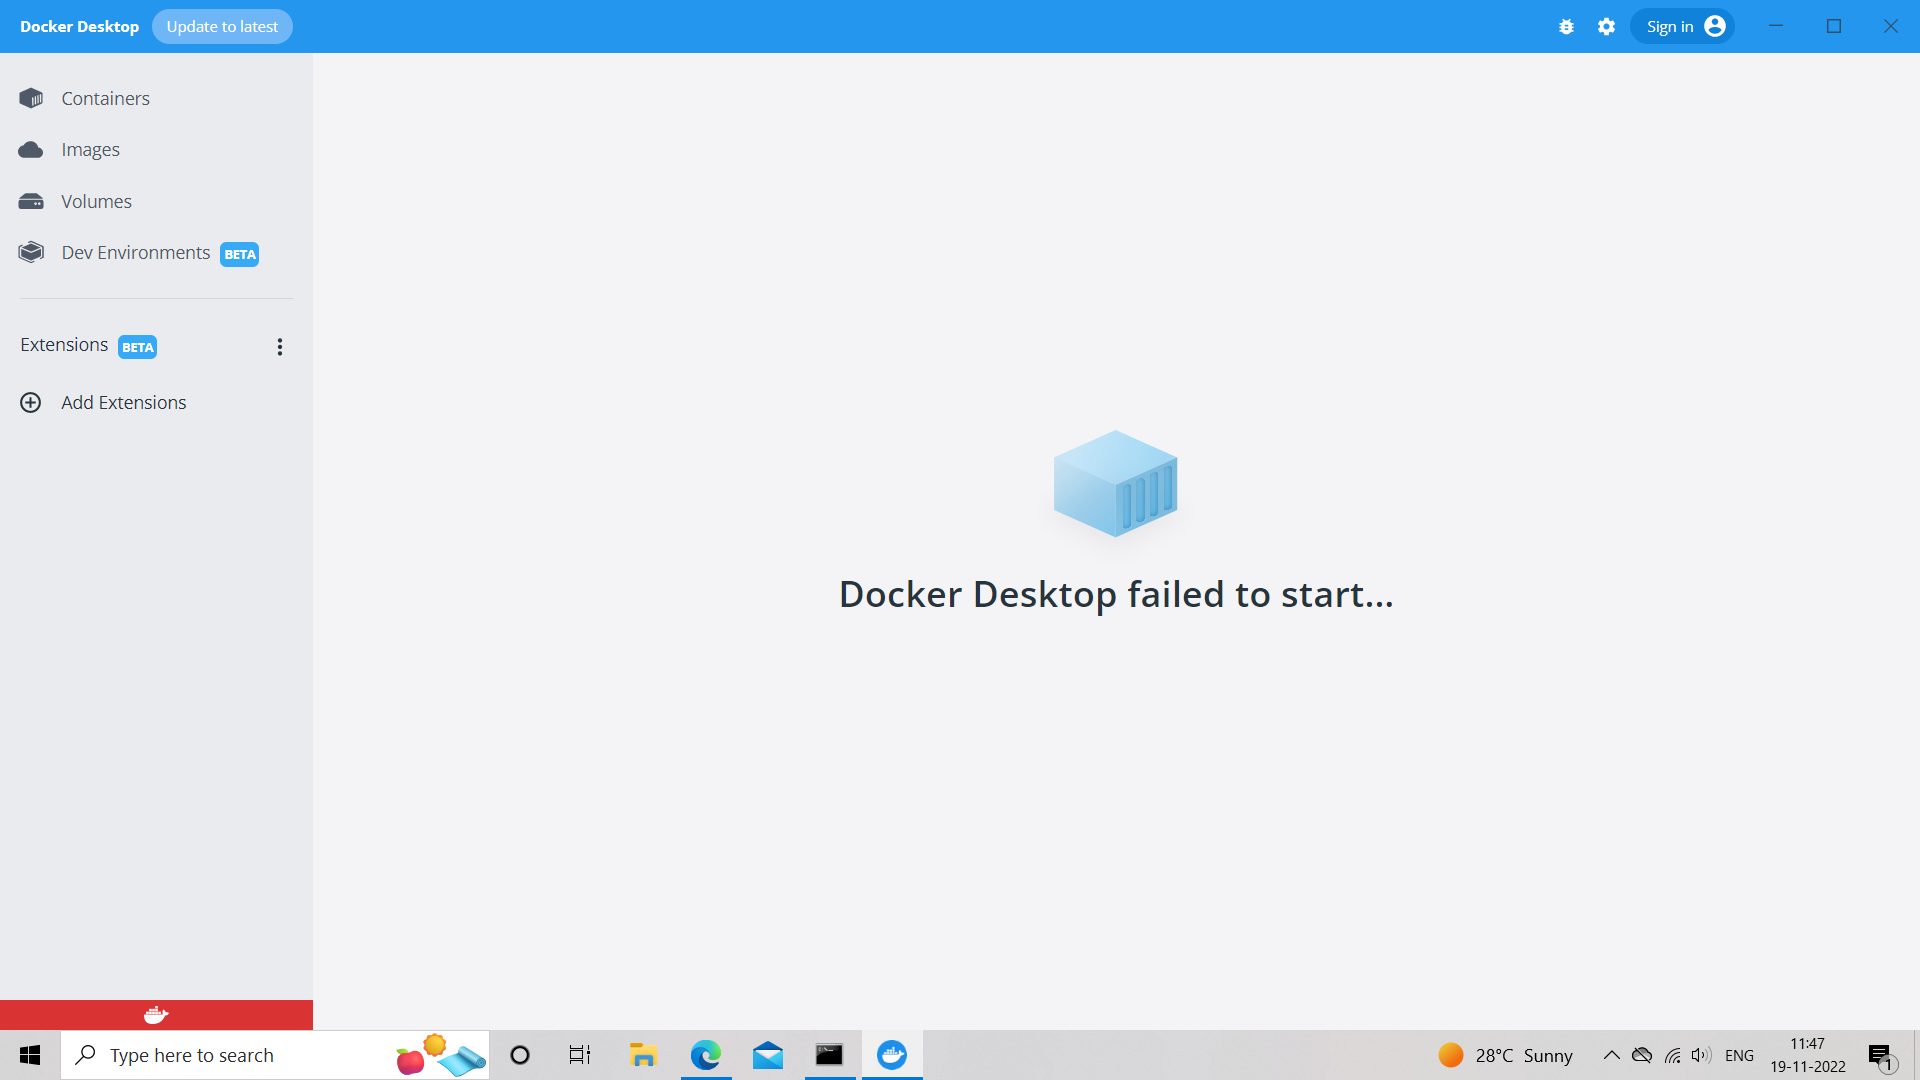 Docker Desktop
Update to latest
Sign in
Containers
Images
Volumes
Dev Environments BETA
Extensions BETA
Add Extensions
Docker Desktop failed to start...
Type here to search
28°C Sunny
ENG
11:47
19-11-2022
1